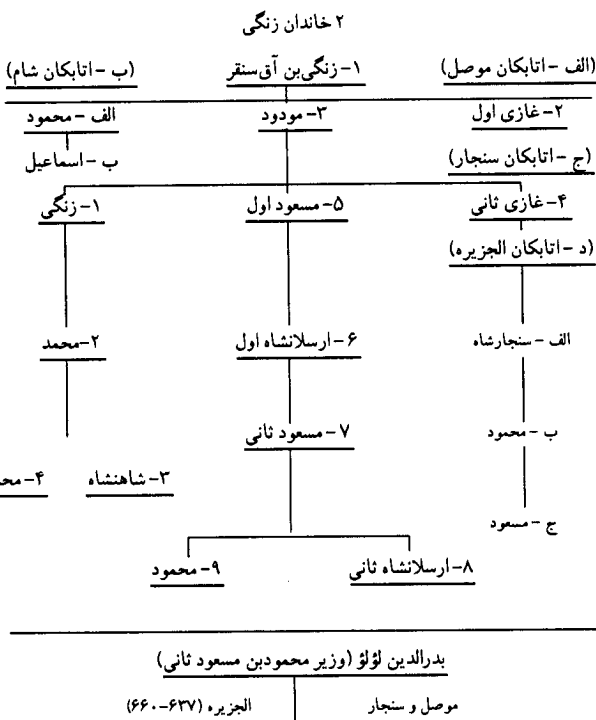 ۲ خاندان زنگی
(الف - اتابکان موصل) ۱- زنگی‌بن آق‌سنقر (ب - اتابکان شام)
۲- غازی اول ۳- مودود الف - محمود
(ج - اتابکان سنجار) ب - اسماعیل
۴- غازی ثانی ۵- مسعود اول ۱- زنگی
(د - اتابکان الجزیره)
الف - سنجارشاه ۶- ارسلانشاه اول ۲- محمد
ب - محمود ۷- مسعود ثانی
۳- شاهنشاه ۴- محـ
ج - مسعود
۸- ارسلانشاه ثانی ۹- محمود
بدرالدین لؤلؤ (وزیر محمودبن مسعود ثانی)
موصل و سنجار الجزیره (۶۳۷-۶۶۰)